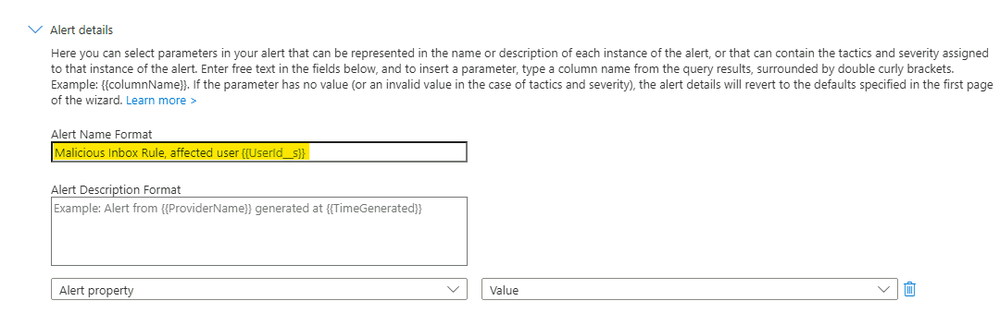 Alert details
Here you can select parameters in your alert that can be represented in the name or description of each instance of the alert, or that can contain the tactics and severity assigned
to that instance of the alert. Enter free text in the fields below, and to insert a parameter, type a column name from the query results, surrounded by double curly brackets.
Example: {{columnName}}. If the parameter has no value (or an invalid value in the case of tactics and severity), the alert details will revert to the defaults specified in the first page
of the wizard. Learn more >
Alert Name Format
Malicious Inbox Rule, affected user {{UserId__s}}
Alert Description Format
Example: Alert from {{ProviderName}} generated at {{TimeGenerated}}
Alert property Value